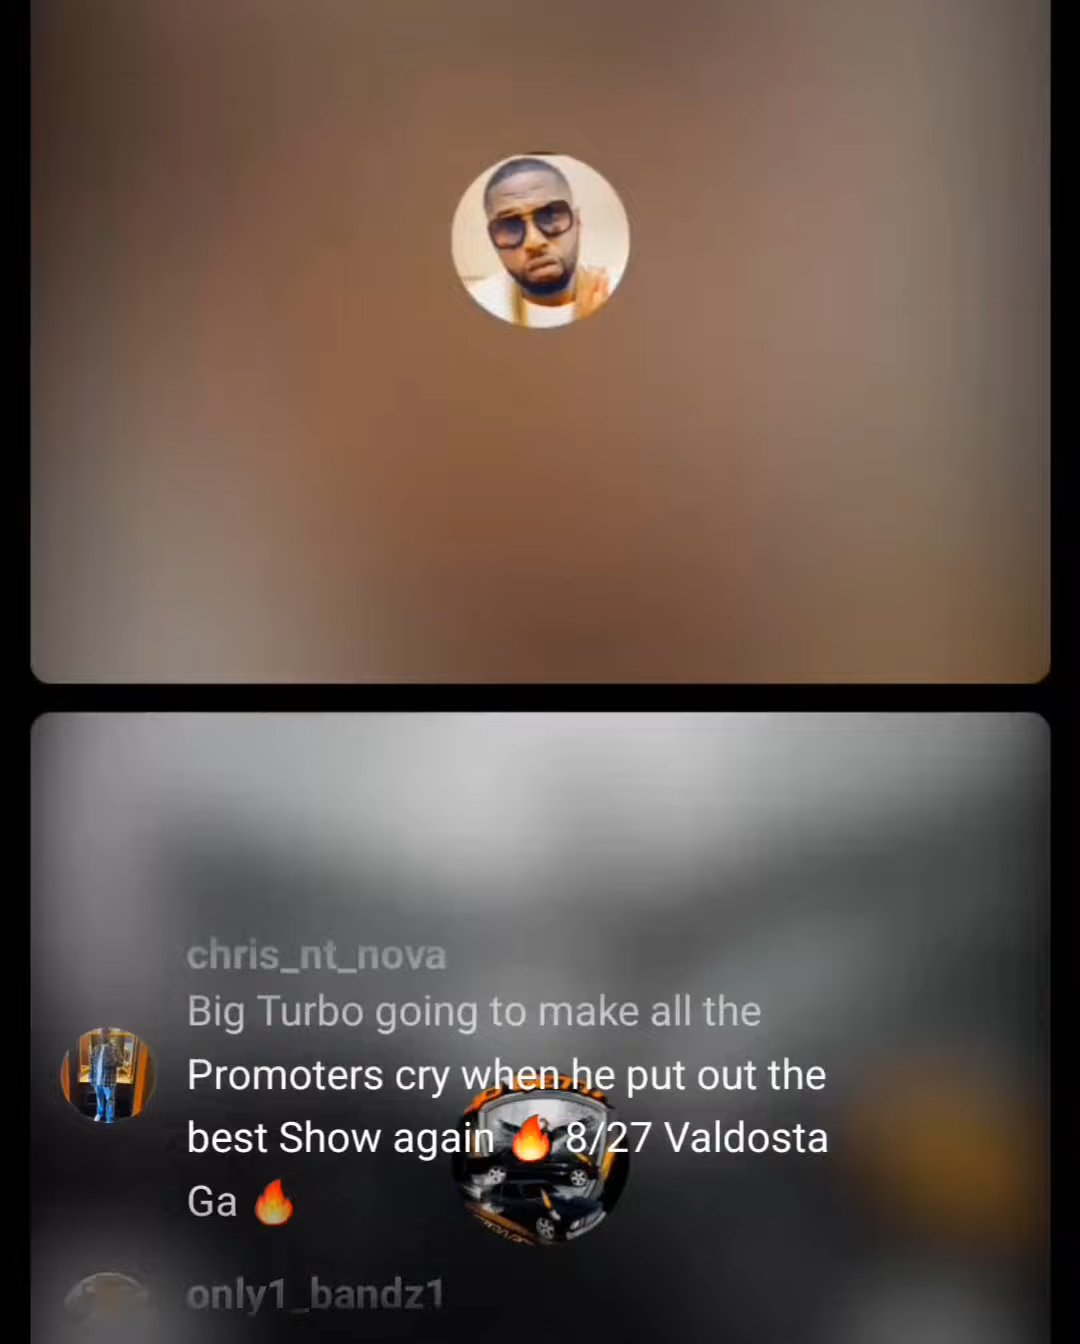 chris_nt_nova
Big Turbo going to make all the
Promoters cry when he put out the
best Show again 🔥 8/27 Valdosta
Ga 🔥
only1_bandz1